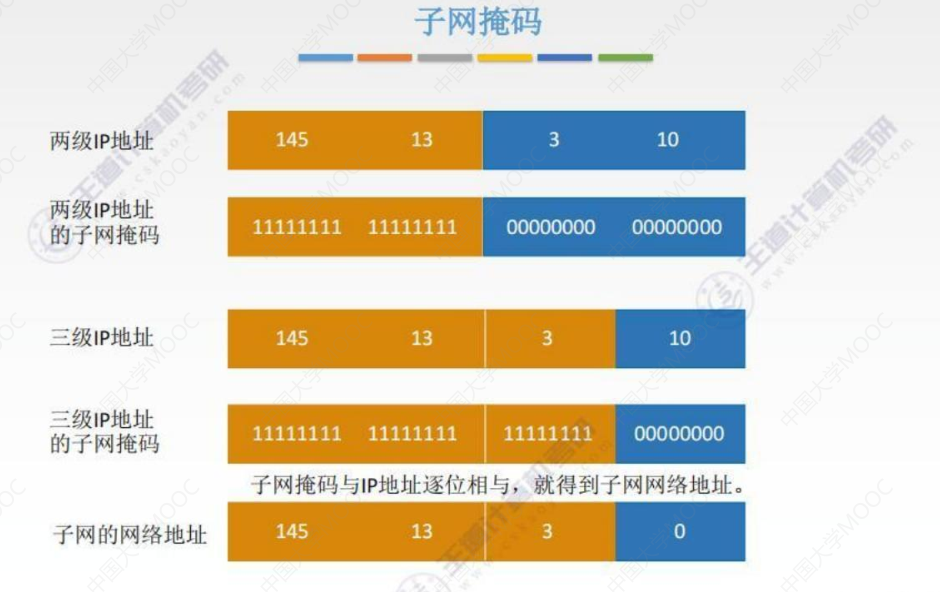 子网掩码
两级IP地址 145 13 3 10
两级IP地址
的子网掩码 11111111 11111111 00000000 00000000
三级IP地址 145 13 3 10
三级IP地址
的子网掩码 11111111 11111111 11111111 00000000
子网掩码与IP地址逐位相与，就得到子网网络地址。
子网的网络地址 145 13 3 0
中国大学MOOC
王道计算机考研
www.cskaoyan.com